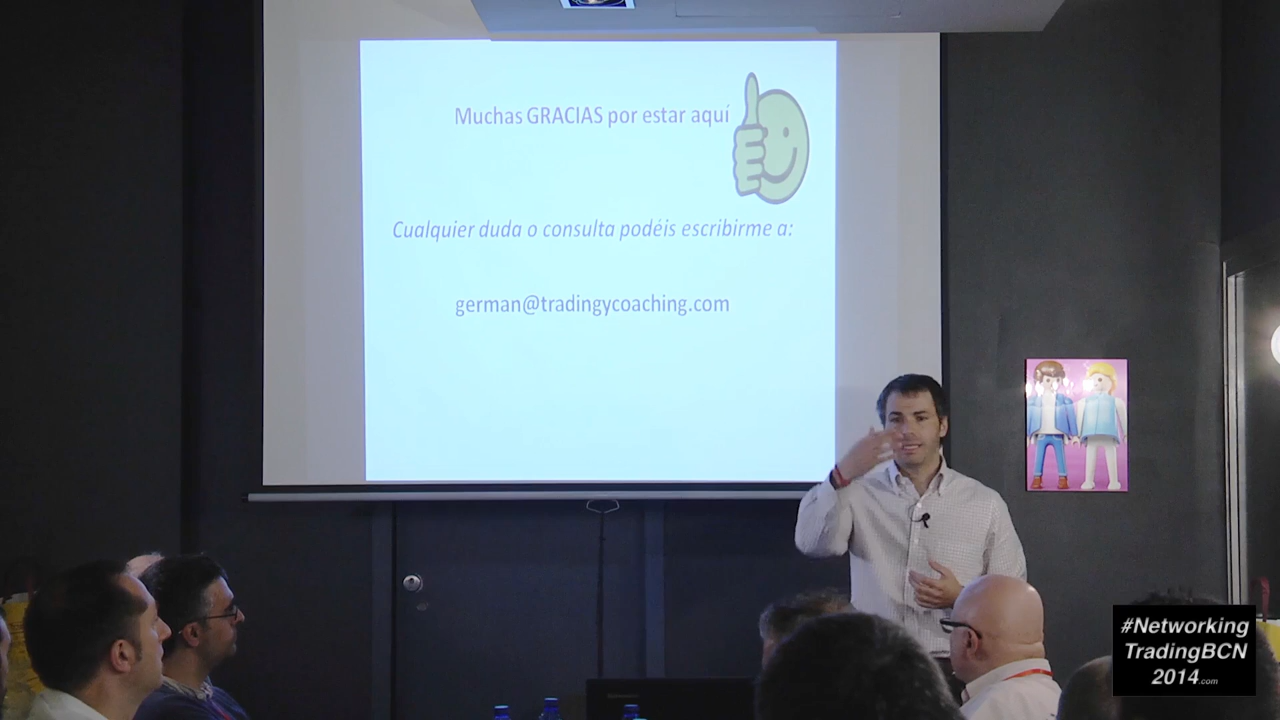 Muchas GRACIAS por estar aquí
Cualquier duda o consulta podéis escribirme a:
german@tradingycoaching.com
#Networking
TradingBCN
2014.com